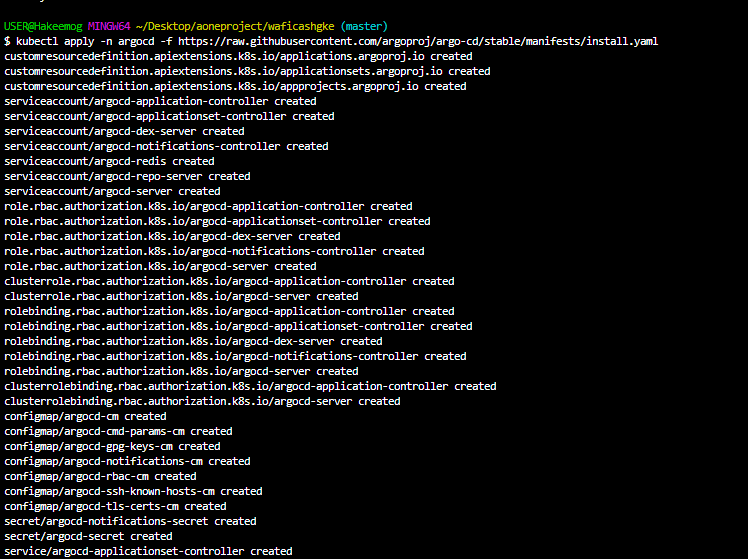 USER@Hakeemog MINGW64 ~/Desktop/aoneproject/waficashgke (master)
$ kubectl apply -n argocd -f https://raw.githubusercontent.com/argoproj/argo-cd/stable/manifests/install.yaml
customresourcedefinition.apiextensions.k8s.io/applications.argoproj.io created
customresourcedefinition.apiextensions.k8s.io/applicationsets.argoproj.io created
customresourcedefinition.apiextensions.k8s.io/appprojects.argoproj.io created
serviceaccount/argocd-application-controller created
serviceaccount/argocd-applicationset-controller created
serviceaccount/argocd-dex-server created
serviceaccount/argocd-notifications-controller created
serviceaccount/argocd-redis created
serviceaccount/argocd-repo-server created
serviceaccount/argocd-server created
role.rbac.authorization.k8s.io/argocd-application-controller created
role.rbac.authorization.k8s.io/argocd-applicationset-controller created
role.rbac.authorization.k8s.io/argocd-dex-server created
role.rbac.authorization.k8s.io/argocd-notifications-controller created
role.rbac.authorization.k8s.io/argocd-server created
clusterrole.rbac.authorization.k8s.io/argocd-application-controller created
clusterrole.rbac.authorization.k8s.io/argocd-server created
rolebinding.rbac.authorization.k8s.io/argocd-application-controller created
rolebinding.rbac.authorization.k8s.io/argocd-applicationset-controller created
rolebinding.rbac.authorization.k8s.io/argocd-dex-server created
rolebinding.rbac.authorization.k8s.io/argocd-notifications-controller created
rolebinding.rbac.authorization.k8s.io/argocd-server created
clusterrolebinding.rbac.authorization.k8s.io/argocd-application-controller created
clusterrolebinding.rbac.authorization.k8s.io/argocd-server created
configmap/argocd-cm created
configmap/argocd-cmd-params-cm created
configmap/argocd-gpg-keys-cm created
configmap/argocd-notifications-cm created
configmap/argocd-rbac-cm created
configmap/argocd-ssh-known-hosts-cm created
configmap/argocd-tls-certs-cm created
secret/argocd-notifications-secret created
secret/argocd-secret created
service/argocd-applicationset-controller created